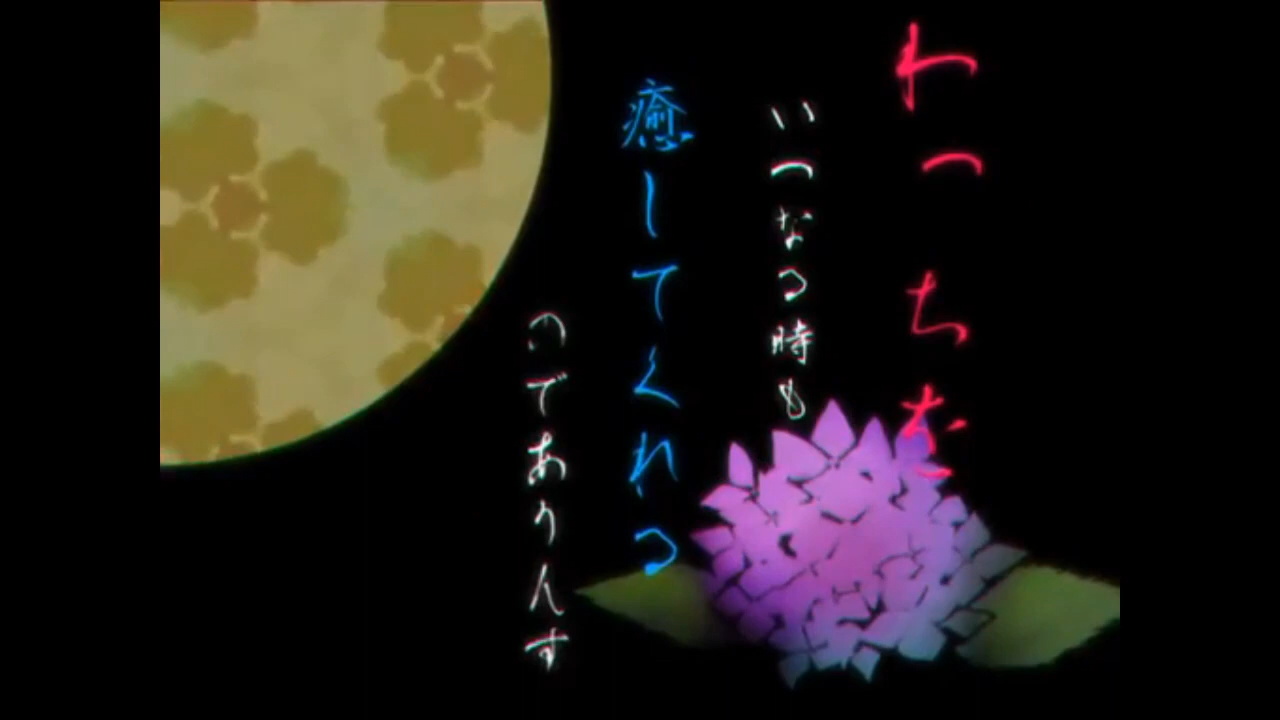 わっちを
いつなる時も
癒してくれる
のでありんす